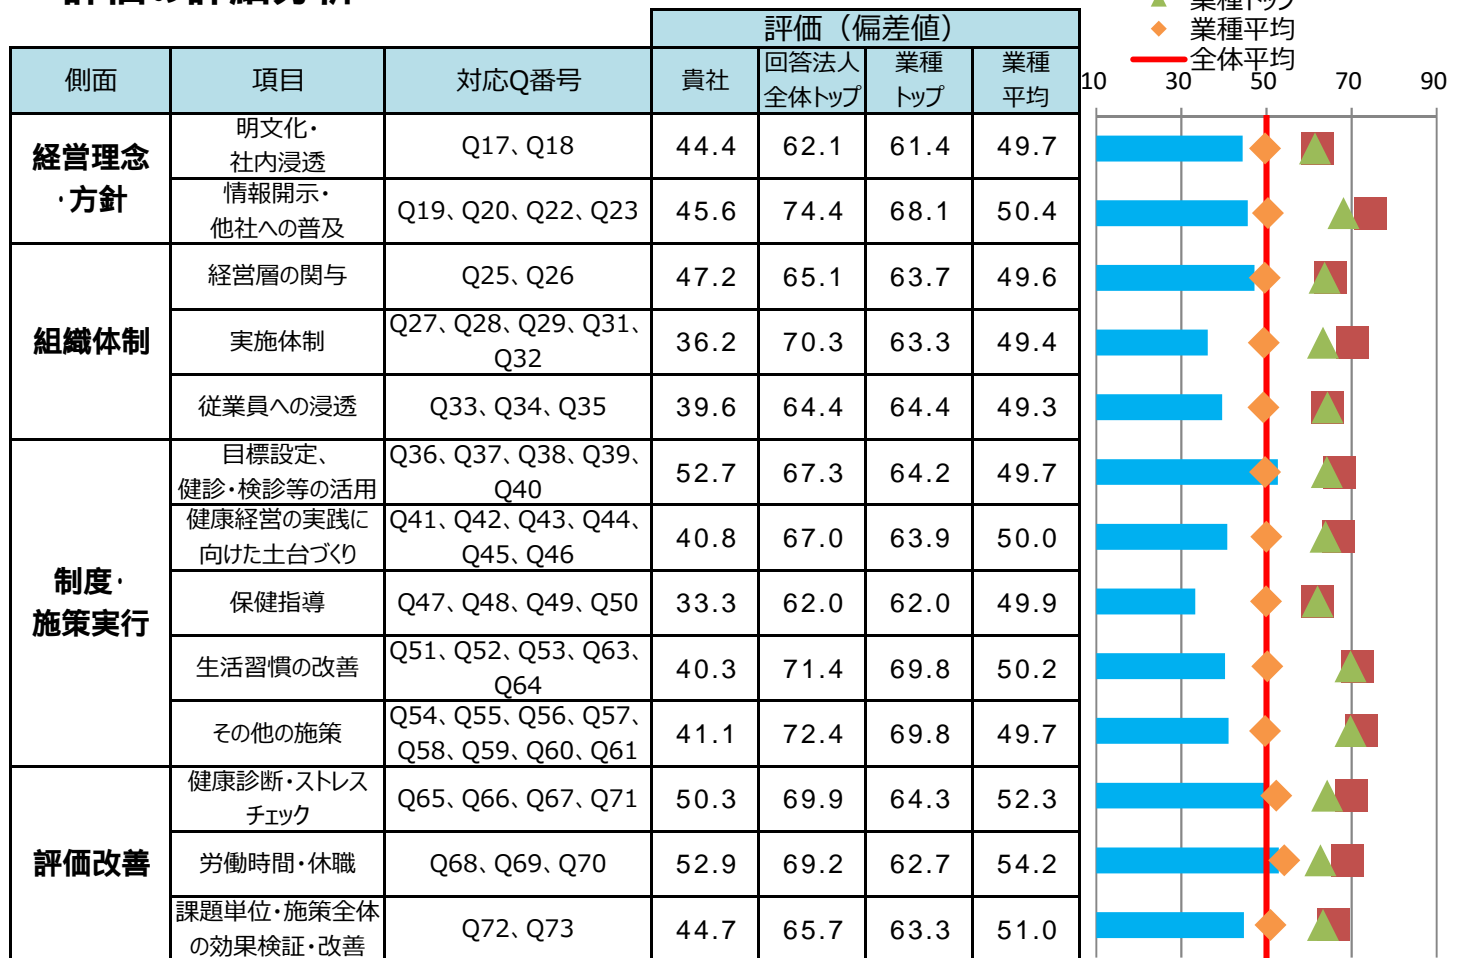 業種トップ
評価（偏差値）
業種平均
全体平均
側面 項目 対応Q番号 貴社 回答法人 業種 業種
全体トップ トップ 平均
10 30 50 70 90
経営理念
・方針
明文化・
社内浸透
Q17、Q18 44.4 62.1 61.4 49.7
情報開示・
他社への普及
Q19、Q20、Q22、Q23 45.6 74.4 68.1 50.4
組織体制
経営層の関与 Q25、Q26 47.2 65.1 63.7 49.6
実施体制
Q27、Q28、Q29、Q31、
Q32
36.2 70.3 63.3 49.4
従業員への浸透 Q33、Q34、Q35 39.6 64.4 64.4 49.3
制度・
施策実行
目標設定、
健診・検診等の活用
Q36、Q37、Q38、Q39、
Q40
52.7 67.3 64.2 49.7
健康経営の実践に
向けた土台づくり
Q41、Q42、Q43、Q44、
Q45、Q46
40.8 67.0 63.9 50.0
保健指導 Q47、Q48、Q49、Q50 33.3 62.0 62.0 49.9
生活習慣の改善
Q51、Q52、Q53、Q63、
Q64
40.3 71.4 69.8 50.2
その他の施策
Q54、Q55、Q56、Q57、
Q58、Q59、Q60、Q61
41.1 72.4 69.8 49.7
評価改善
健康診断・ストレス
チェック
Q65、Q66、Q67、Q71 50.3 69.9 64.3 52.3
労働時間・休職 Q68、Q69、Q70 52.9 69.2 62.7 54.2
課題単位・施策全体
の効果検証・改善
Q72、Q73 44.7 65.7 63.3 51.0